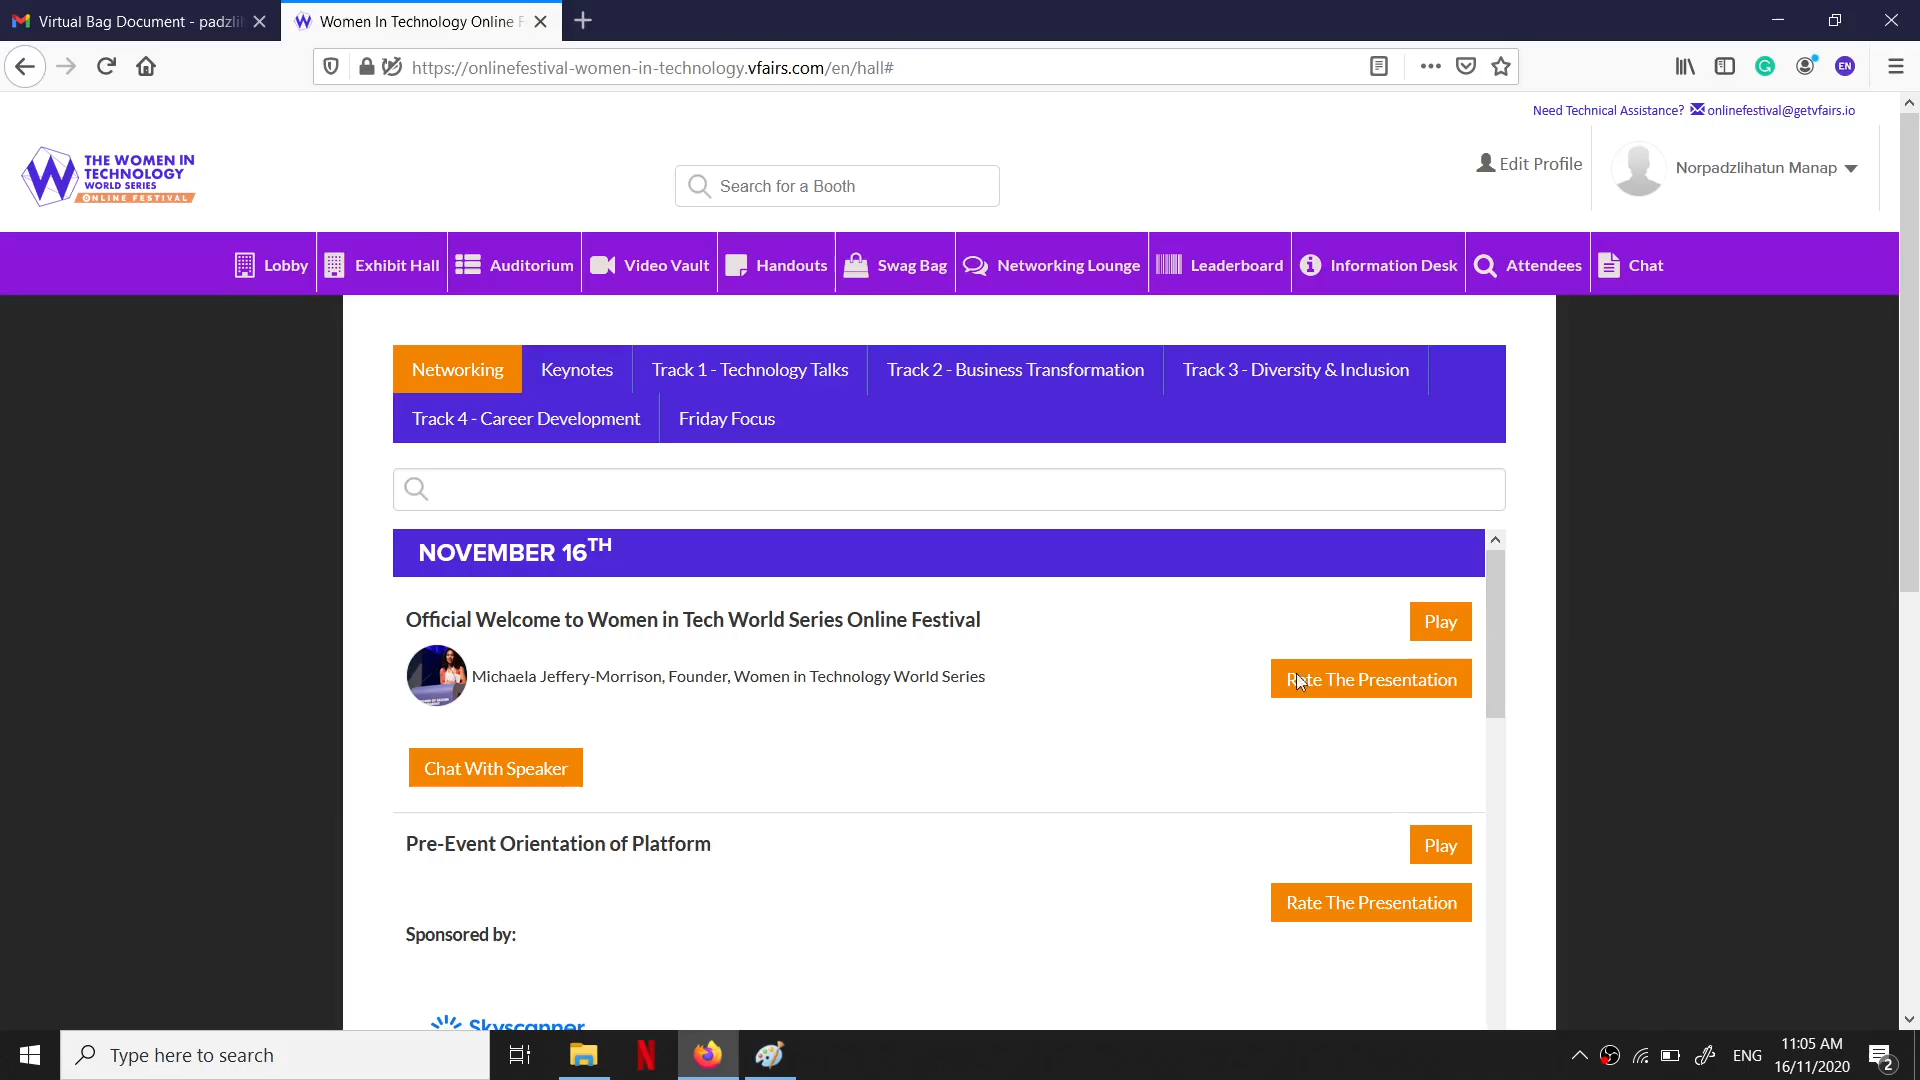 Virtual Bag Document - padzlih
Women In Technology Online F
https://onlinefestival-women-in-technology.vfairs.com/en/hall#
EN
Need Technical Assistance? onlinefestival@getvfairs.io
THE WOMEN IN
TECHNOLOGY
WORLD SERIES
ONLINE FESTIVAL
Search for a Booth
Edit Profile
Norpadzlihatun Manap
Lobby
Exhibit Hall
Auditorium
Video Vault
Handouts
Swag Bag
Networking Lounge
Leaderboard
Information Desk
Attendees
Chat
Networking
Keynotes
Track 1 - Technology Talks
Track 2 - Business Transformation
Track 3 - Diversity & Inclusion
Track 4 - Career Development
Friday Focus
NOVEMBER 16TH
Official Welcome to Women in Tech World Series Online Festival
Play
Michaela Jeffery-Morrison, Founder, Women in Technology World Series
Rate The Presentation
Chat With Speaker
Pre-Event Orientation of Platform
Play
Rate The Presentation
Sponsored by:
Skyscanner
Type here to search
ENG
11:05 AM
16/11/2020
2